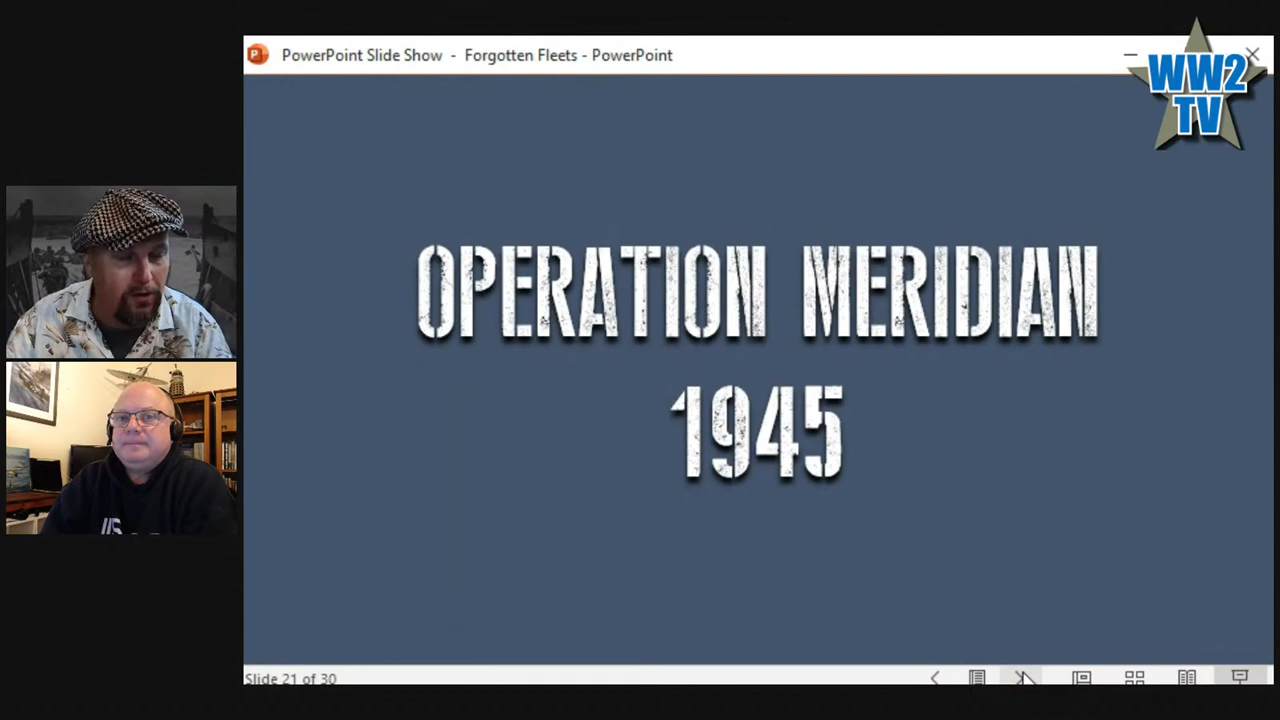 PowerPoint Slide Show - Forgotten Fleets - PowerPoint
WW2
TV
OPERATION MERIDIAN
1945
Slide 21 of 30